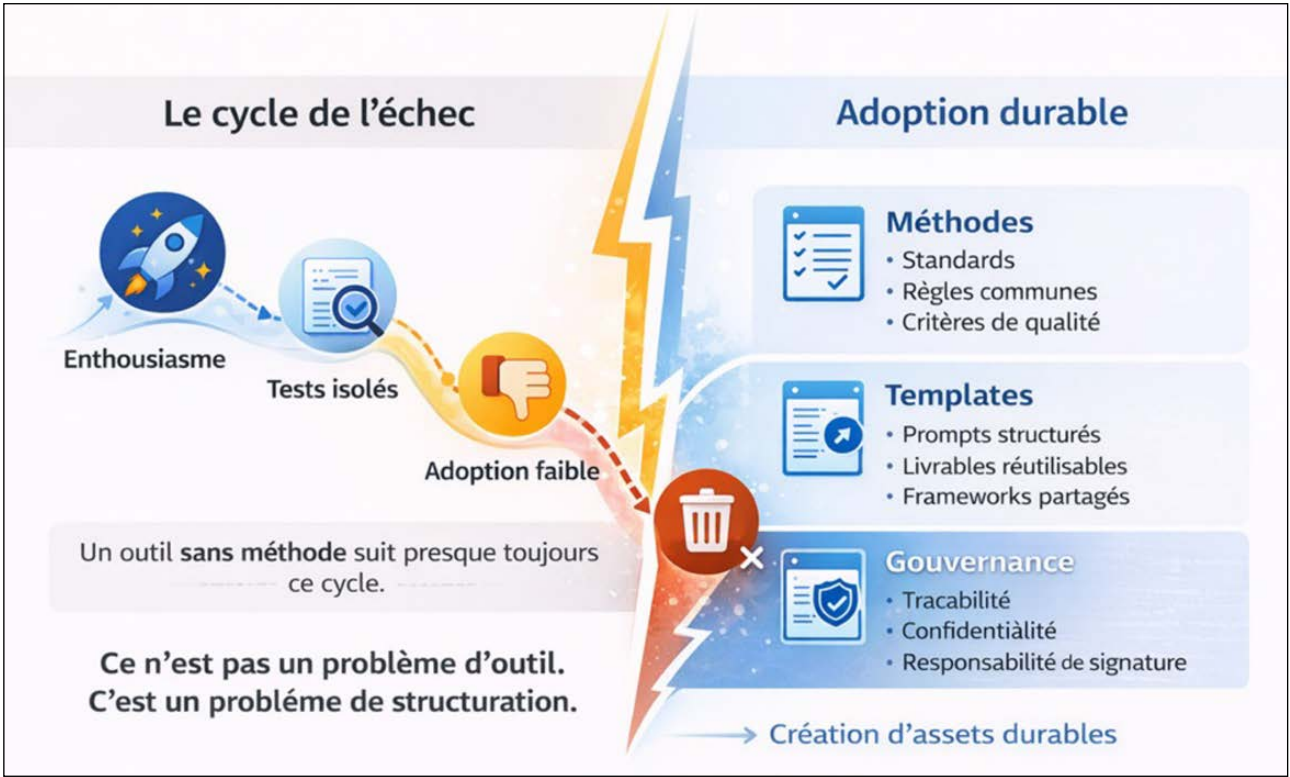 Le cycle de l'échec
Enthousiasme
Tests isolés
Adoption faible
Un outil sans méthode suit presque toujours
ce cycle.
Ce n'est pas un problème d'outil.
C'est un probléme de structuration.
Adoption durable
Méthodes
• Standards
• Règles communes
• Critères de qualité
Templates
• Prompts structurés
• Livrables réutilisables
• Frameworks partagés
Gouvernance
• Tracabilité
• Confidentiàlité
• Responsabilité de signature
Création d'assets durables